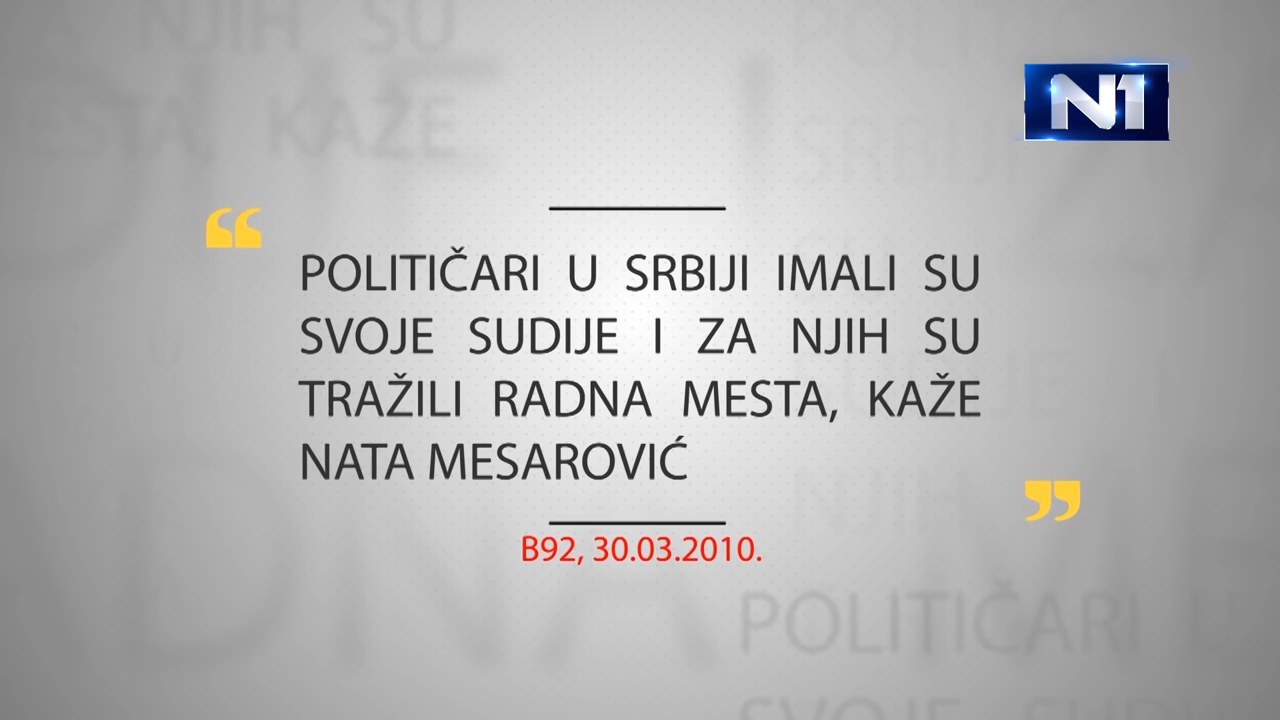 N1
POLITIČARI U SRBIJI IMALI SU
SVOJE SUDIJE I ZA NJIH SU
TRAŽILI RADNA MESTA, KAŽE
NATA MESAROVIĆ
B92, 30.03.2010.